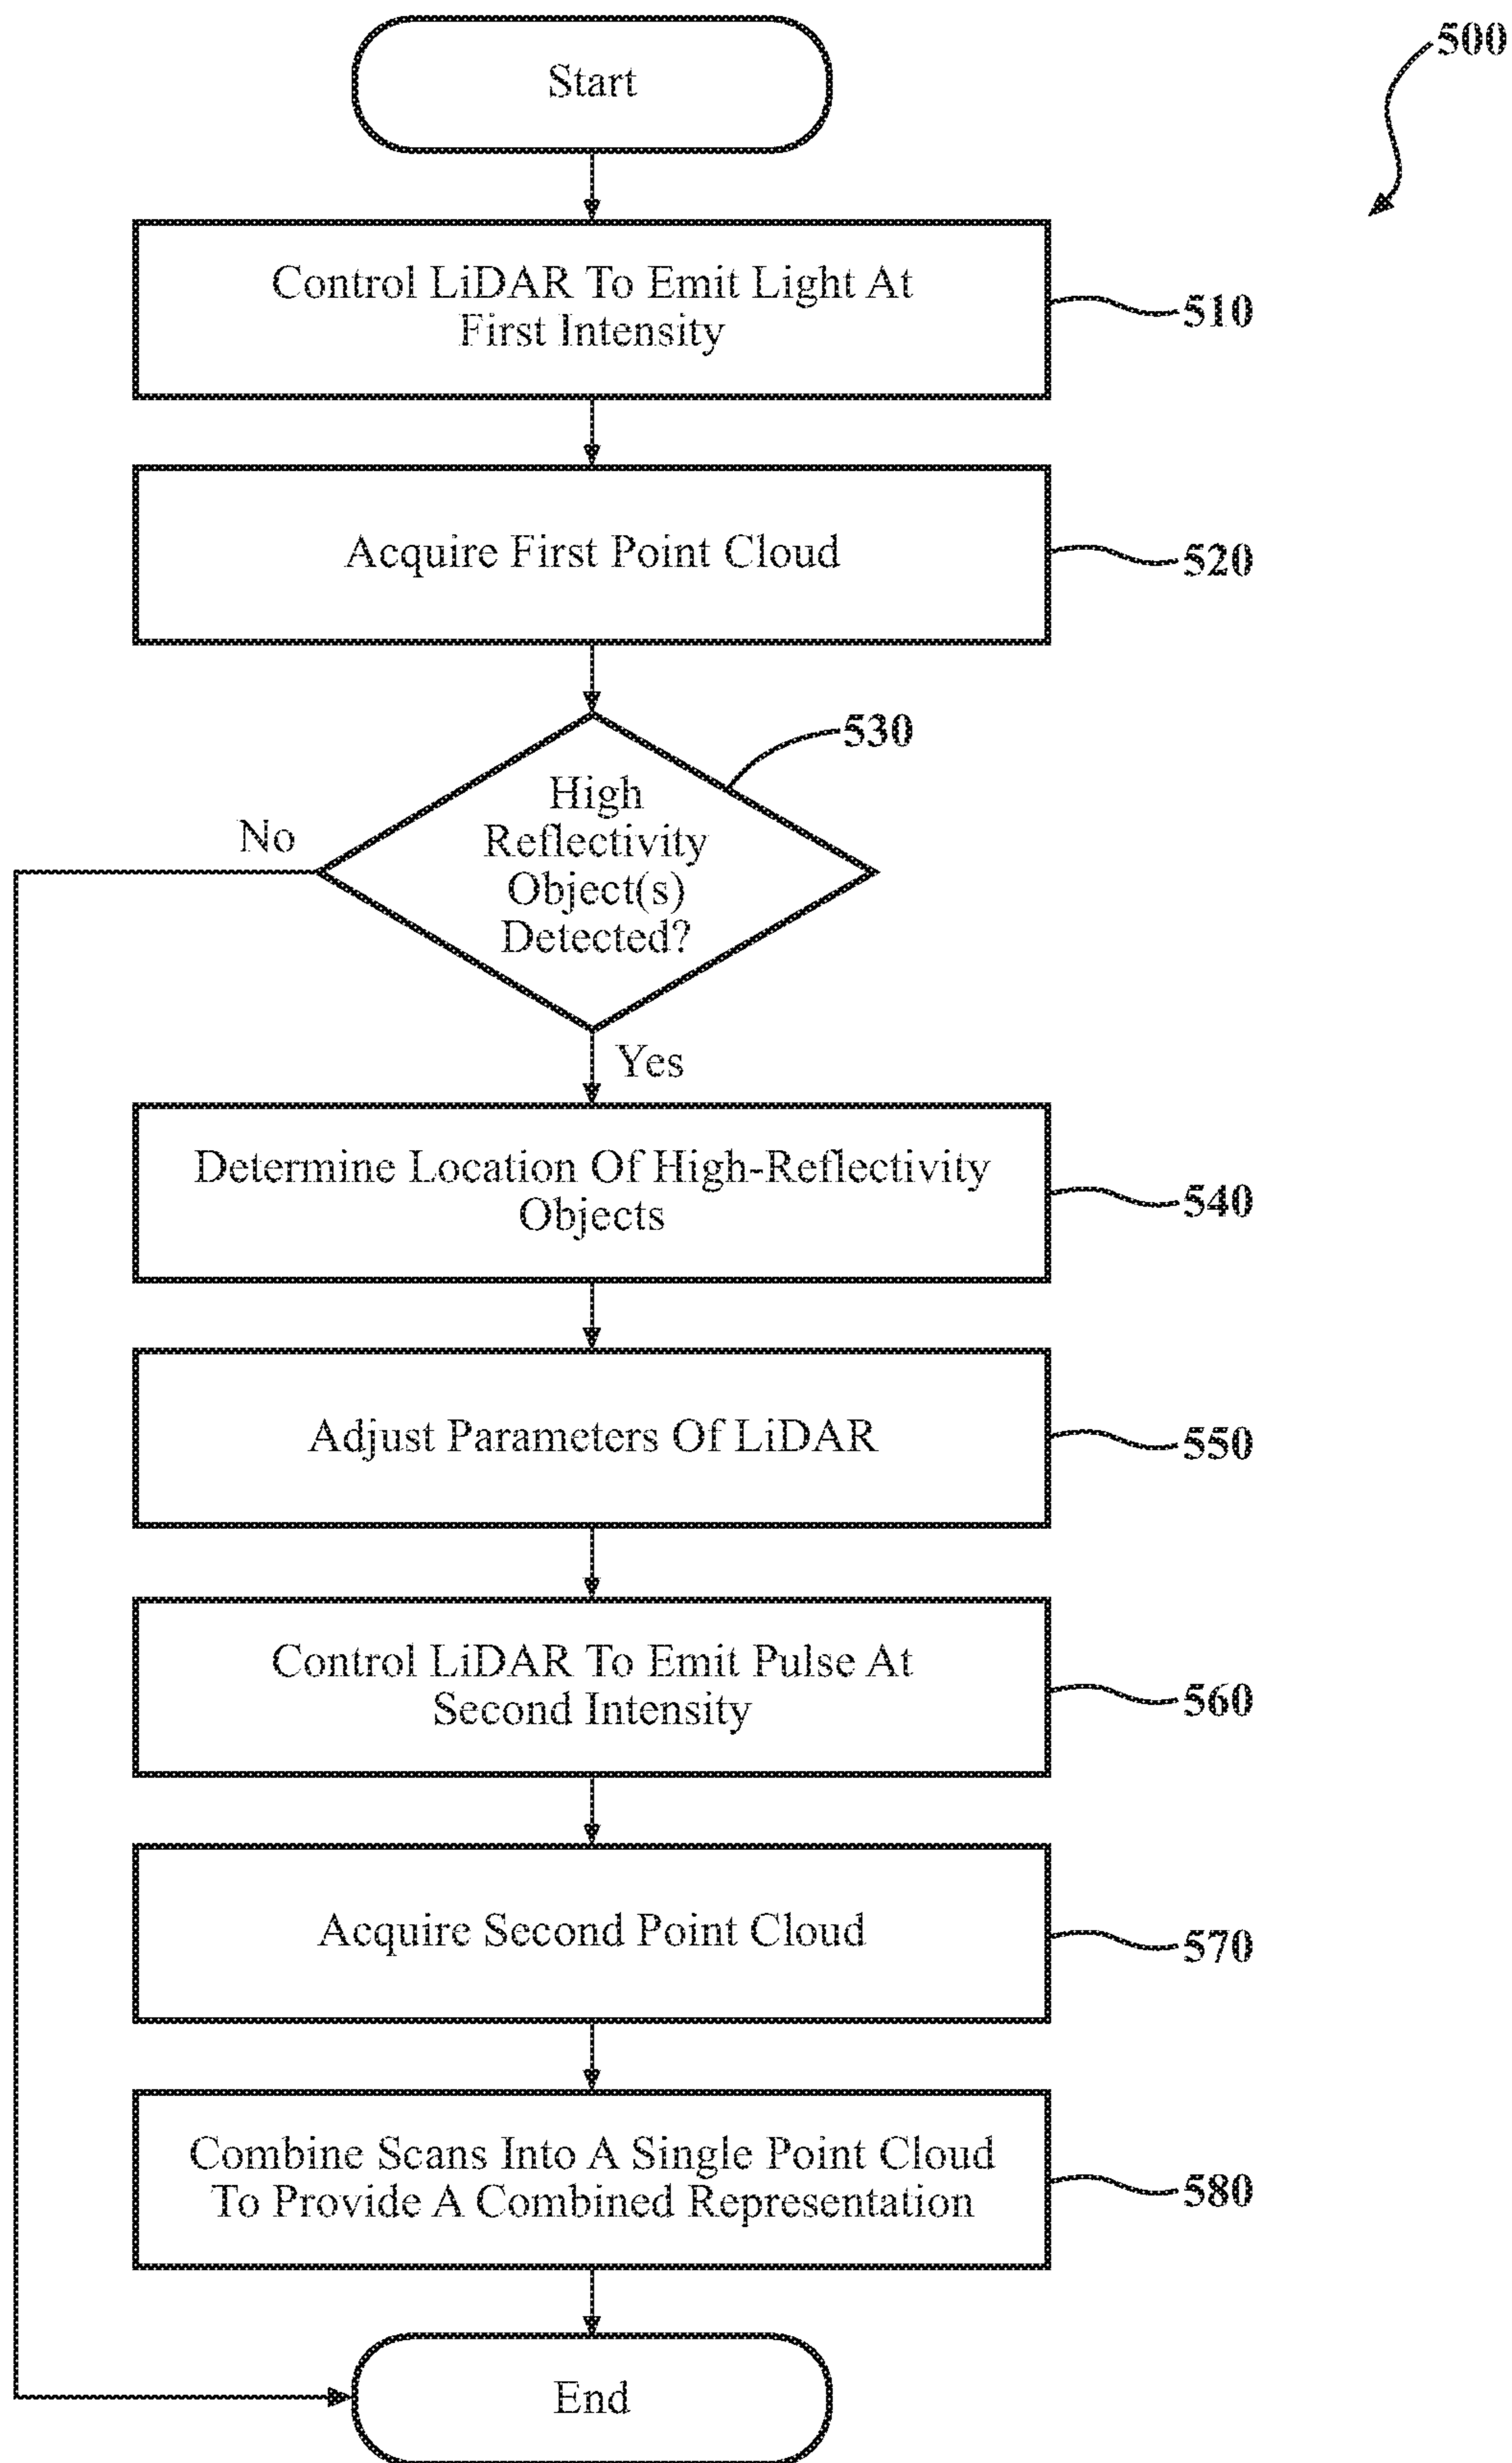 500
Start
Control LiDAR To Emit Light At
First Intensity
510
Acquire First Point Cloud
520
530
High
Reflectivity
Object(s)
Detected?
No
Yes
Determine Location Of High-Reflectivity
Objects
540
Adjust Parameters Of LiDAR
550
Control LiDAR To Emit Pulse At
Second Intensity
560
Acquire Second Point Cloud
570
Combine Scans Into A Single Point Cloud
To Provide A Combined Representation
580
End